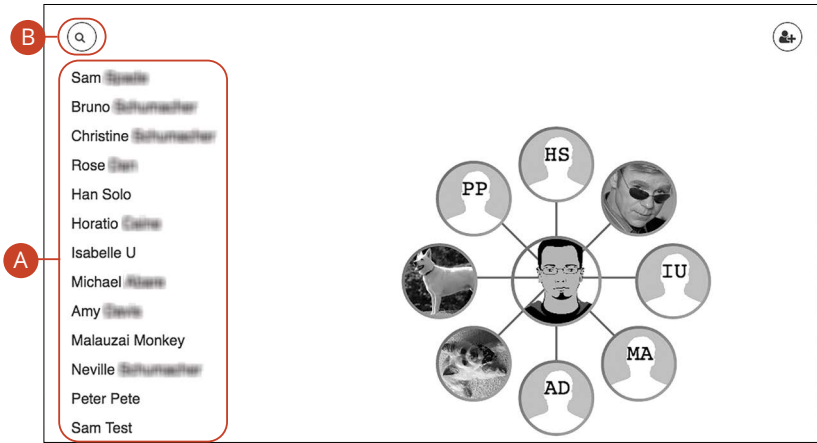 B
Sam
Bruno
Christine
Rose
Han Solo
Horatio
Isabelle U
Michael
Amy
Malauzai Monkey
Neville
Peter Pete
Sam Test
A
HS
PP
IU
MA
AD